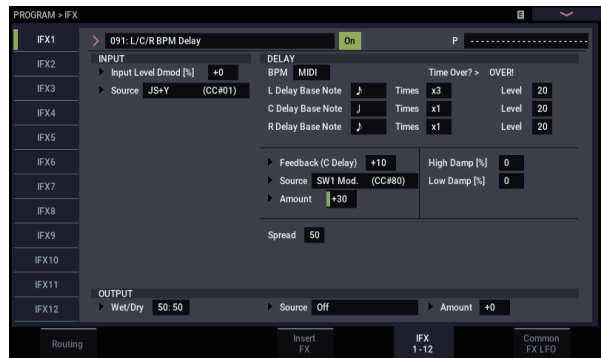 PROGRAM > IFX E
IFX1
091: L/C/R BPM Delay On P ------------------------
INPUT
Input Level Dmod [%] +0
Source JS+Y (CC#01)
DELAY
BPM MIDI Time Over? > OVER!
L Delay Base Note ♪ Times x3 Level 20
C Delay Base Note ♩ Times x1 Level 20
R Delay Base Note ♪ Times x1 Level 20
Feedback (C Delay) +10 High Damp [%] 0
Source SW1 Mod. (CC#80) Low Damp [%] 0
Amount +30
Spread 50
OUTPUT
Wet/Dry 50: 50 Source Off Amount +0
IFX2
IFX3
IFX4
IFX5
IFX6
IFX7
IFX8
IFX9
IFX10
IFX11
IFX12
Routing
Insert
FX
IFX
1-12
Common
FX LFO